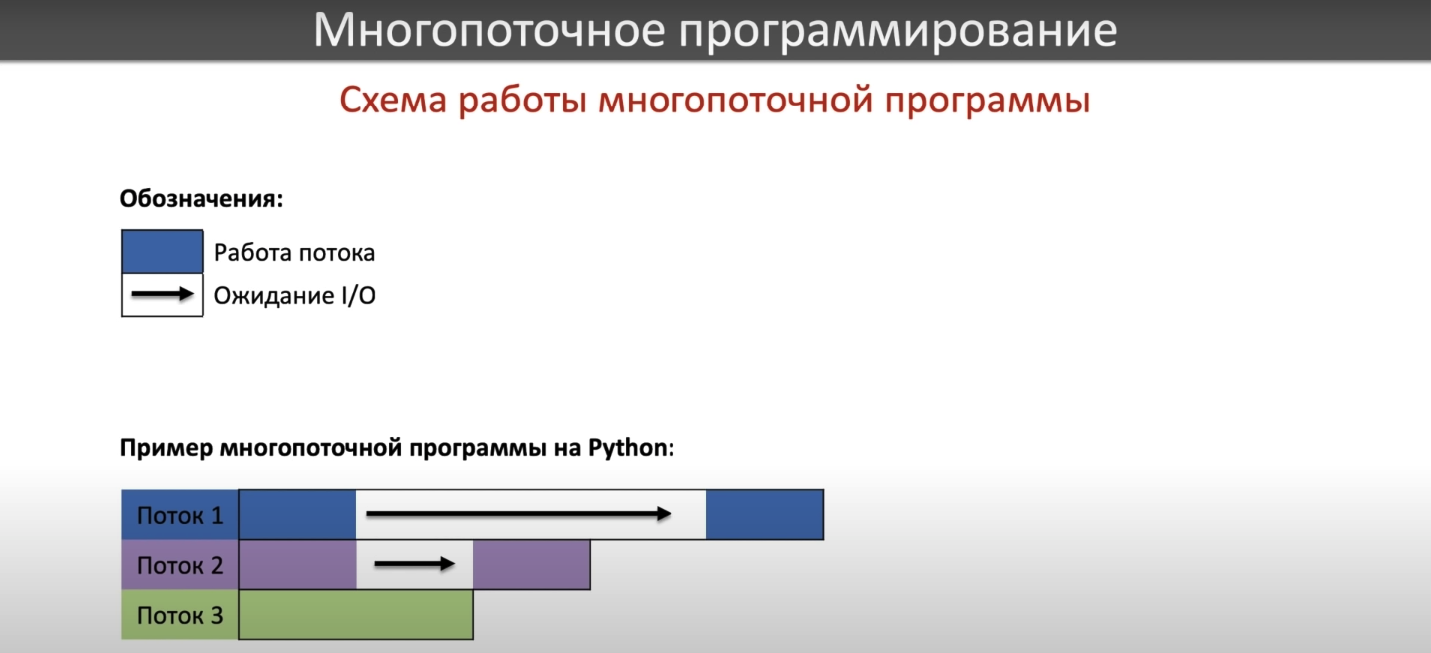 Многопоточное программирование
Схема работы многопоточной программы
Обозначения:
Работа потока
Ожидание I/O
Пример многопоточной программы на Python:
Поток 1
Поток 2
Поток 3